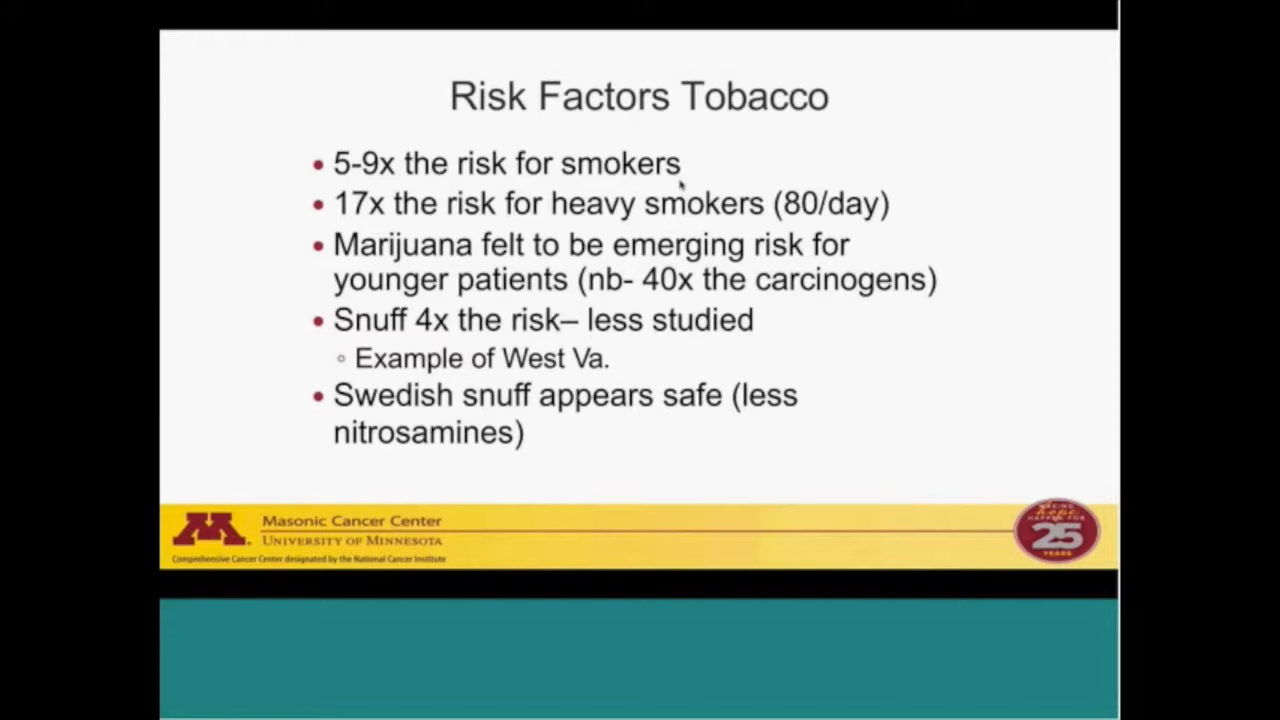 Risk Factors Tobacco
• 5-9x the risk for smokers
• 17x the risk for heavy smokers (80/day)
• Marijuana felt to be emerging risk for
younger patients (nb- 40x the carcinogens)
• Snuff 4x the risk– less studied
◦ Example of West Va.
• Swedish snuff appears safe (less
nitrosamines)
M.
Masonic Cancer Center
UNIVERSITY OF MINNESOTA
Comprehensive Cancer Center designated by the National Cancer Institute
hope
HAPPEN FOR
25
YEARS